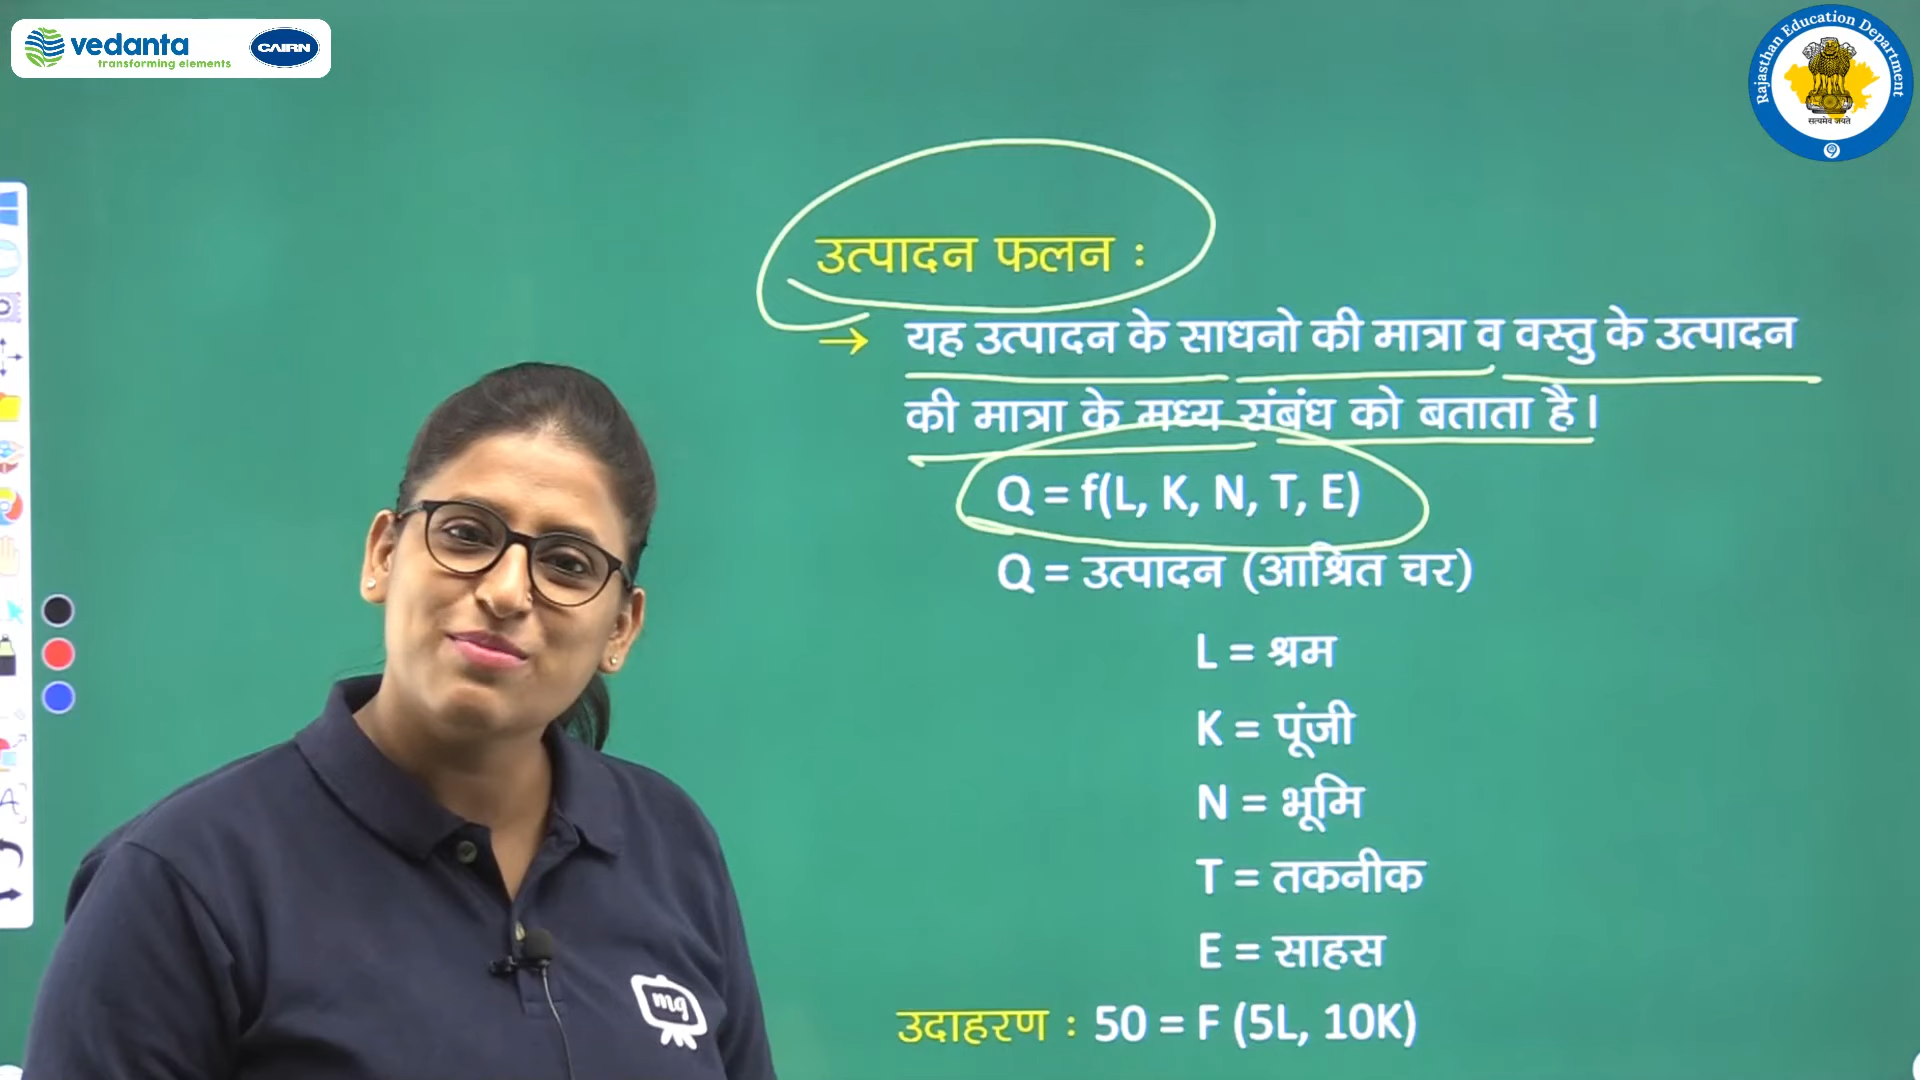 vedanta
transforming elements
CAIRN
Rajasthan Education Department
सत्यमेव जयते
उत्पादन फलन :
→ यह उत्पादन के साधनो की मात्रा व वस्तु के उत्पादन
की मात्रा के मध्य संबंध को बताता है।
Q = f(L, K, N, T, E)
Q = उत्पादन (आश्रित चर)
L = श्रम
K = पूंजी
N = भूमि
T = तकनीक
E = साहस
उदाहरण : 50 = F (5L, 10K)
mg